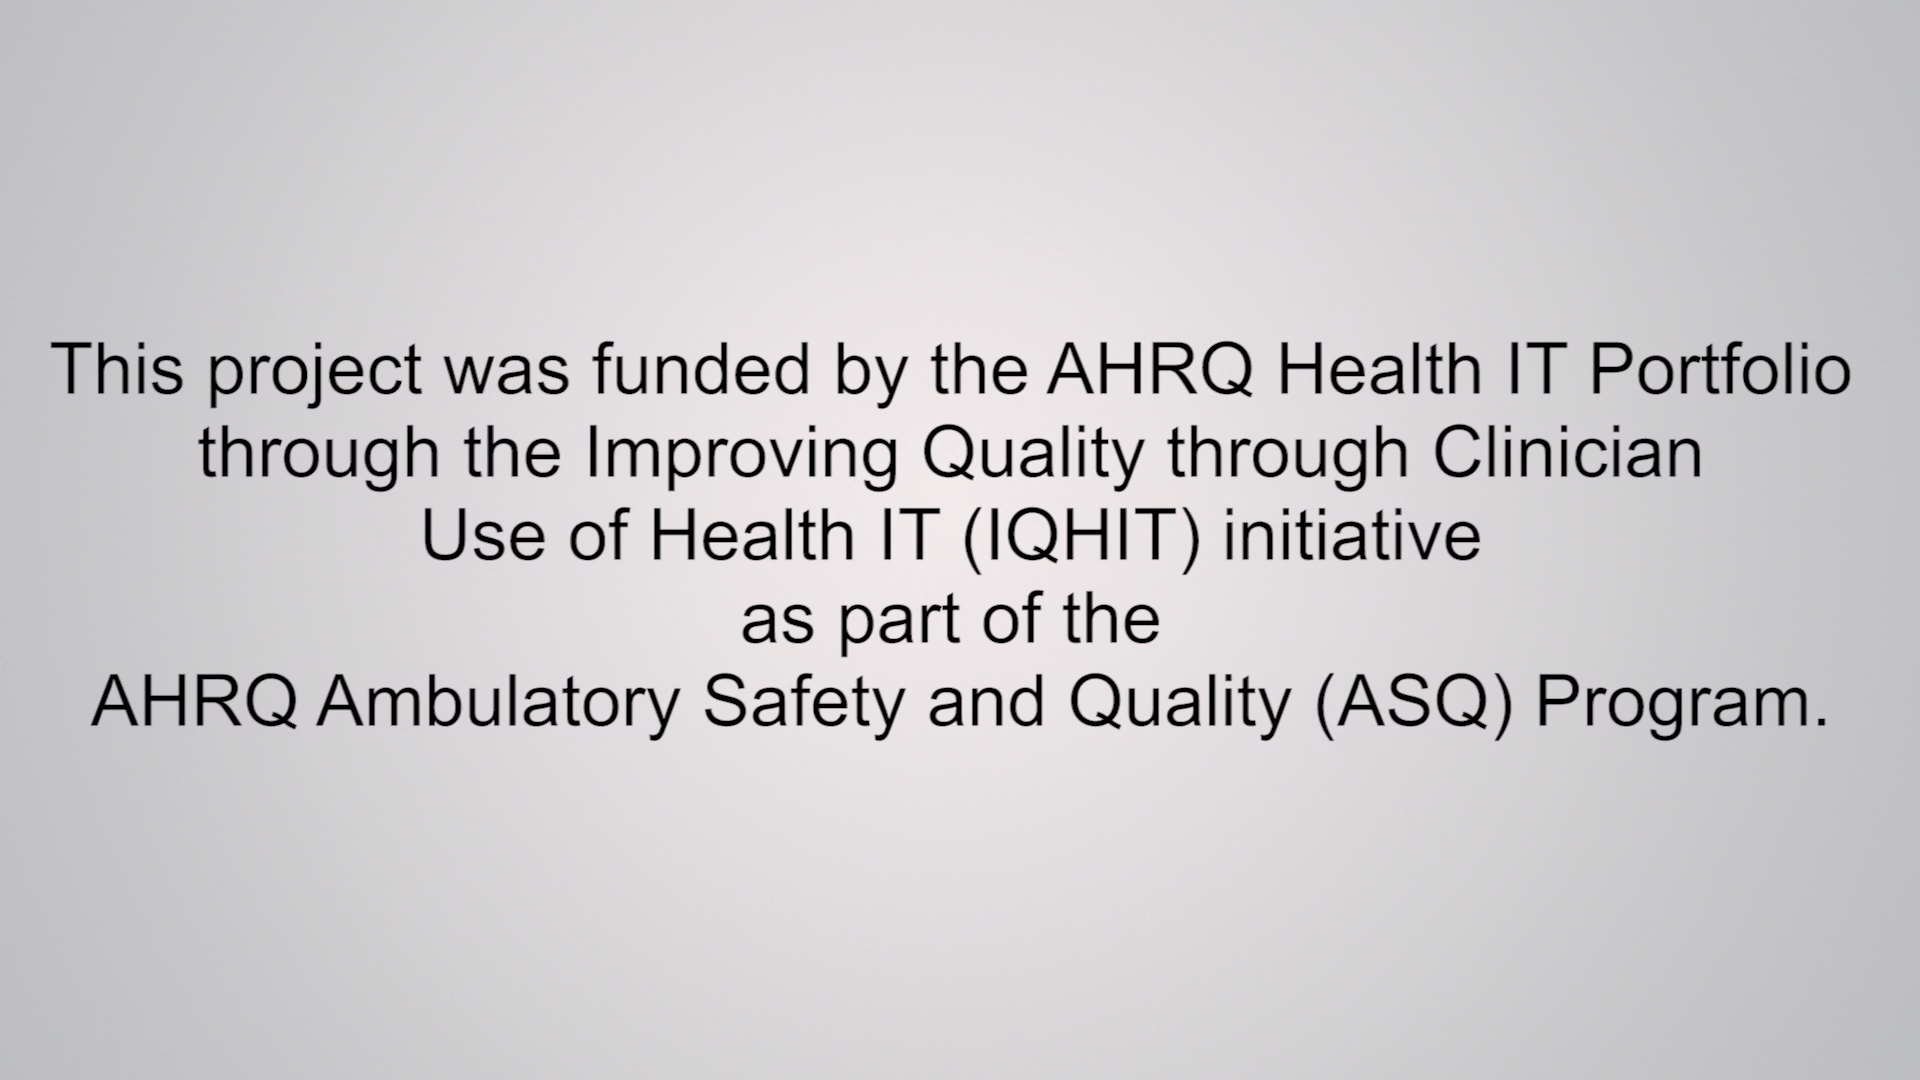 This project was funded by the AHRQ Health IT Portfolio
through the Improving Quality through Clinician
Use of Health IT (IQHIT) initiative
as part of the
AHRQ Ambulatory Safety and Quality (ASQ) Program.